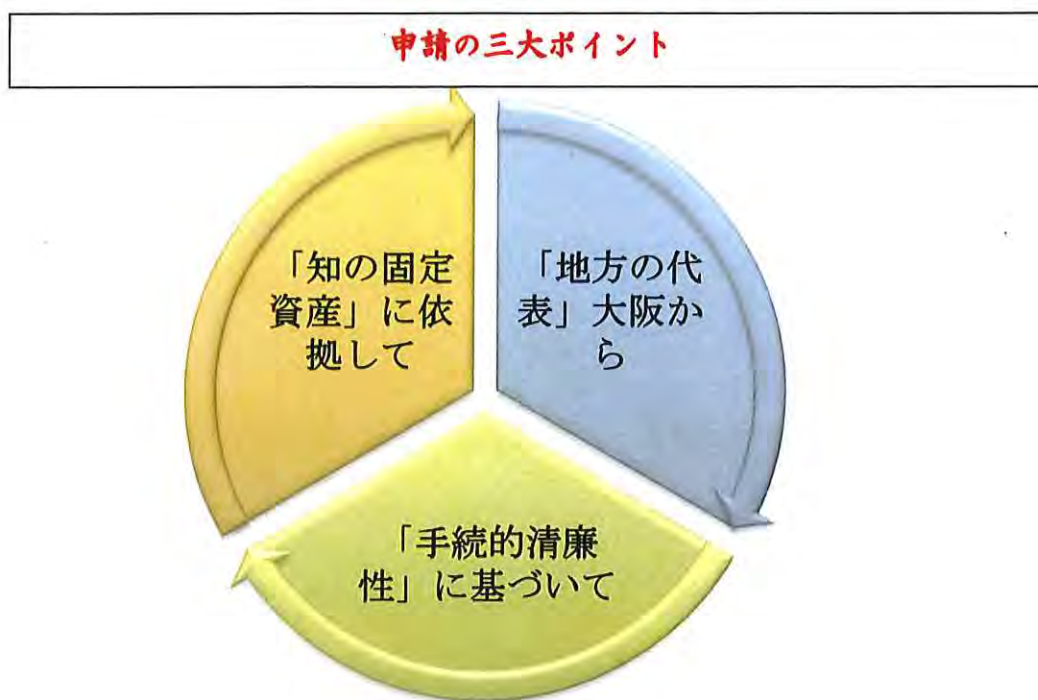 申請の三大ポイント
「知の固定
資産」に依
拠して
「地方の代
表」大阪か
ら
「手続的清廉
性」に基づいて